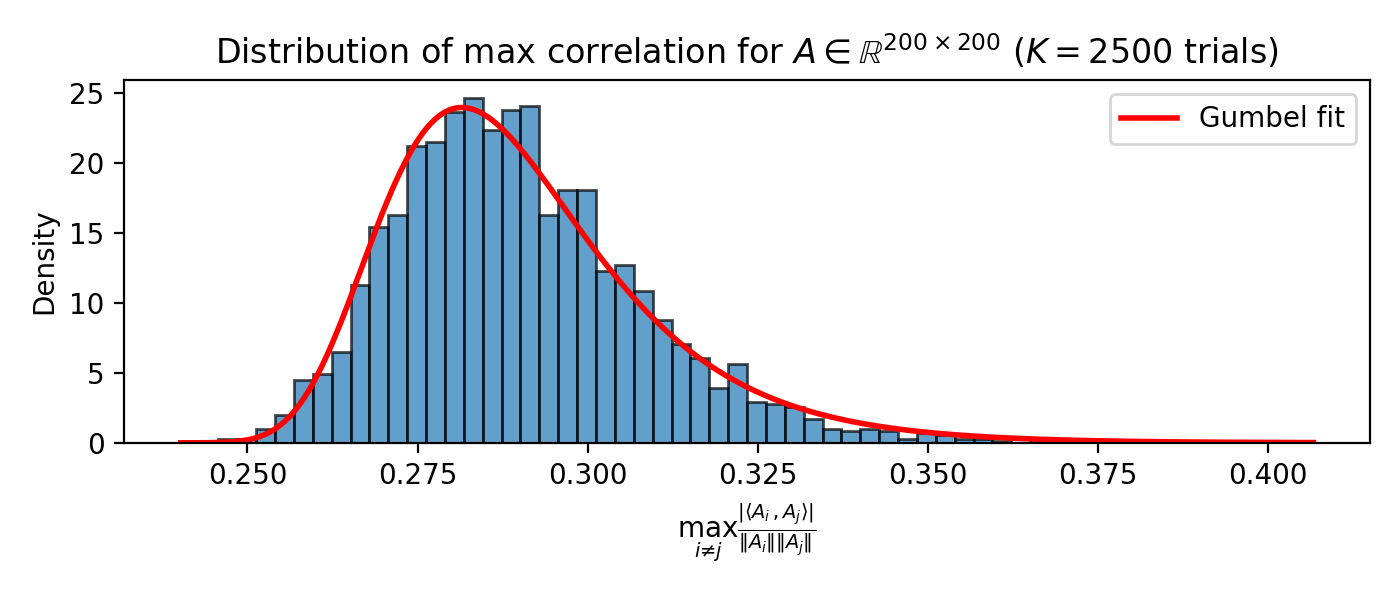 Distribution of max correlation for A ∈ ℝ^{200 × 200} (K = 2500 trials)
Gumbel fit
Density
25
20
15
10
5
0
0.250 0.275 0.300 0.325 0.350 0.375 0.400
max_{i≠j} |⟨A_i , A_j⟩| / ‖A_i‖‖A_j‖